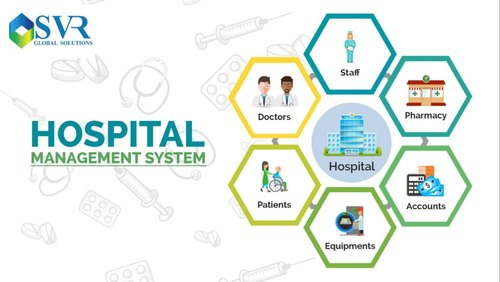 SVR
GLOBAL SOLUTIONS
HOSPITAL
MANAGEMENT SYSTEM
Staff
Doctors
Pharmacy
Hospital
Patients
Accounts
Equipments